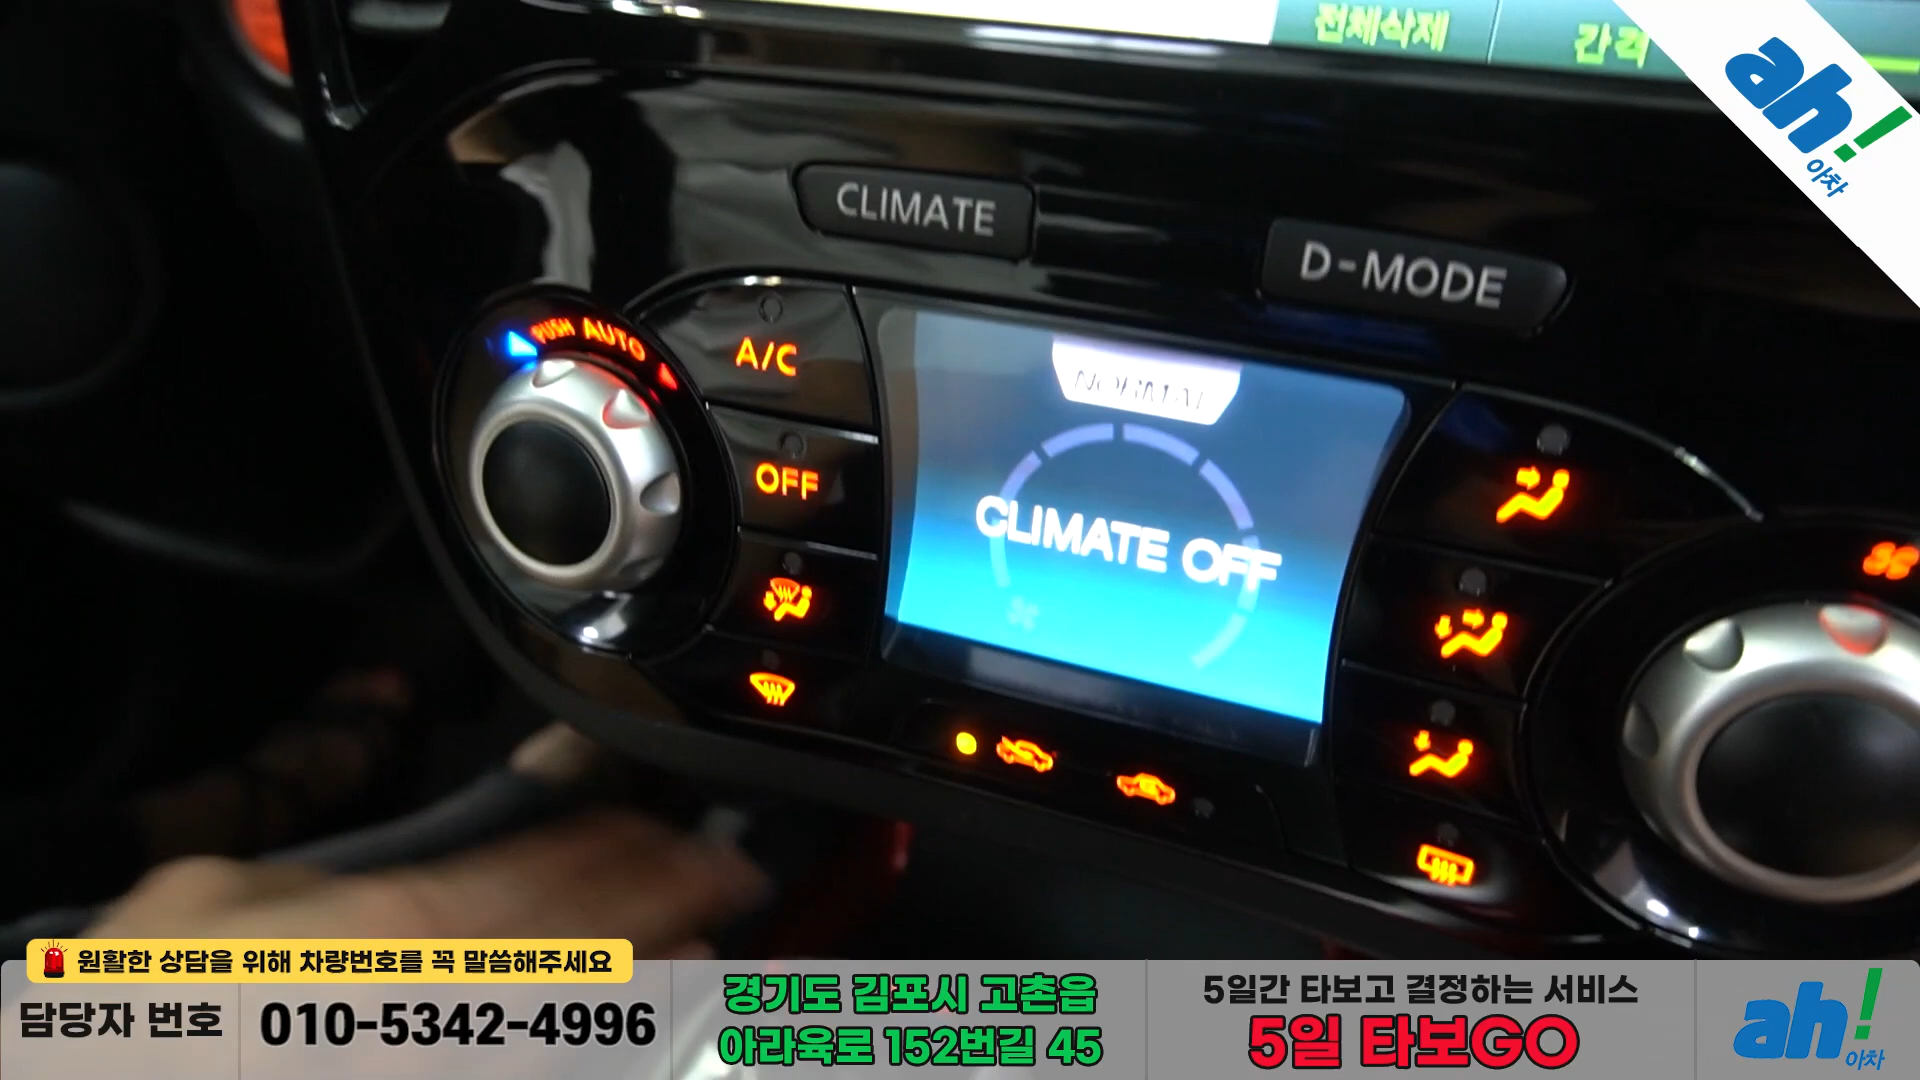 전체삭제
간격
ah!
아차
CLIMATE
D-MODE
PUSH AUTO
A/C
NORMAL
OFF
CLIMATE OFF
원활한 상담을 위해 차량번호를 꼭 말씀해주세요
담당자 번호
010-5342-4996
경기도 김포시 고촌읍
아라육로 152번길 45
5일간 타보고 결정하는 서비스
5일 타보GO
ah!
아차